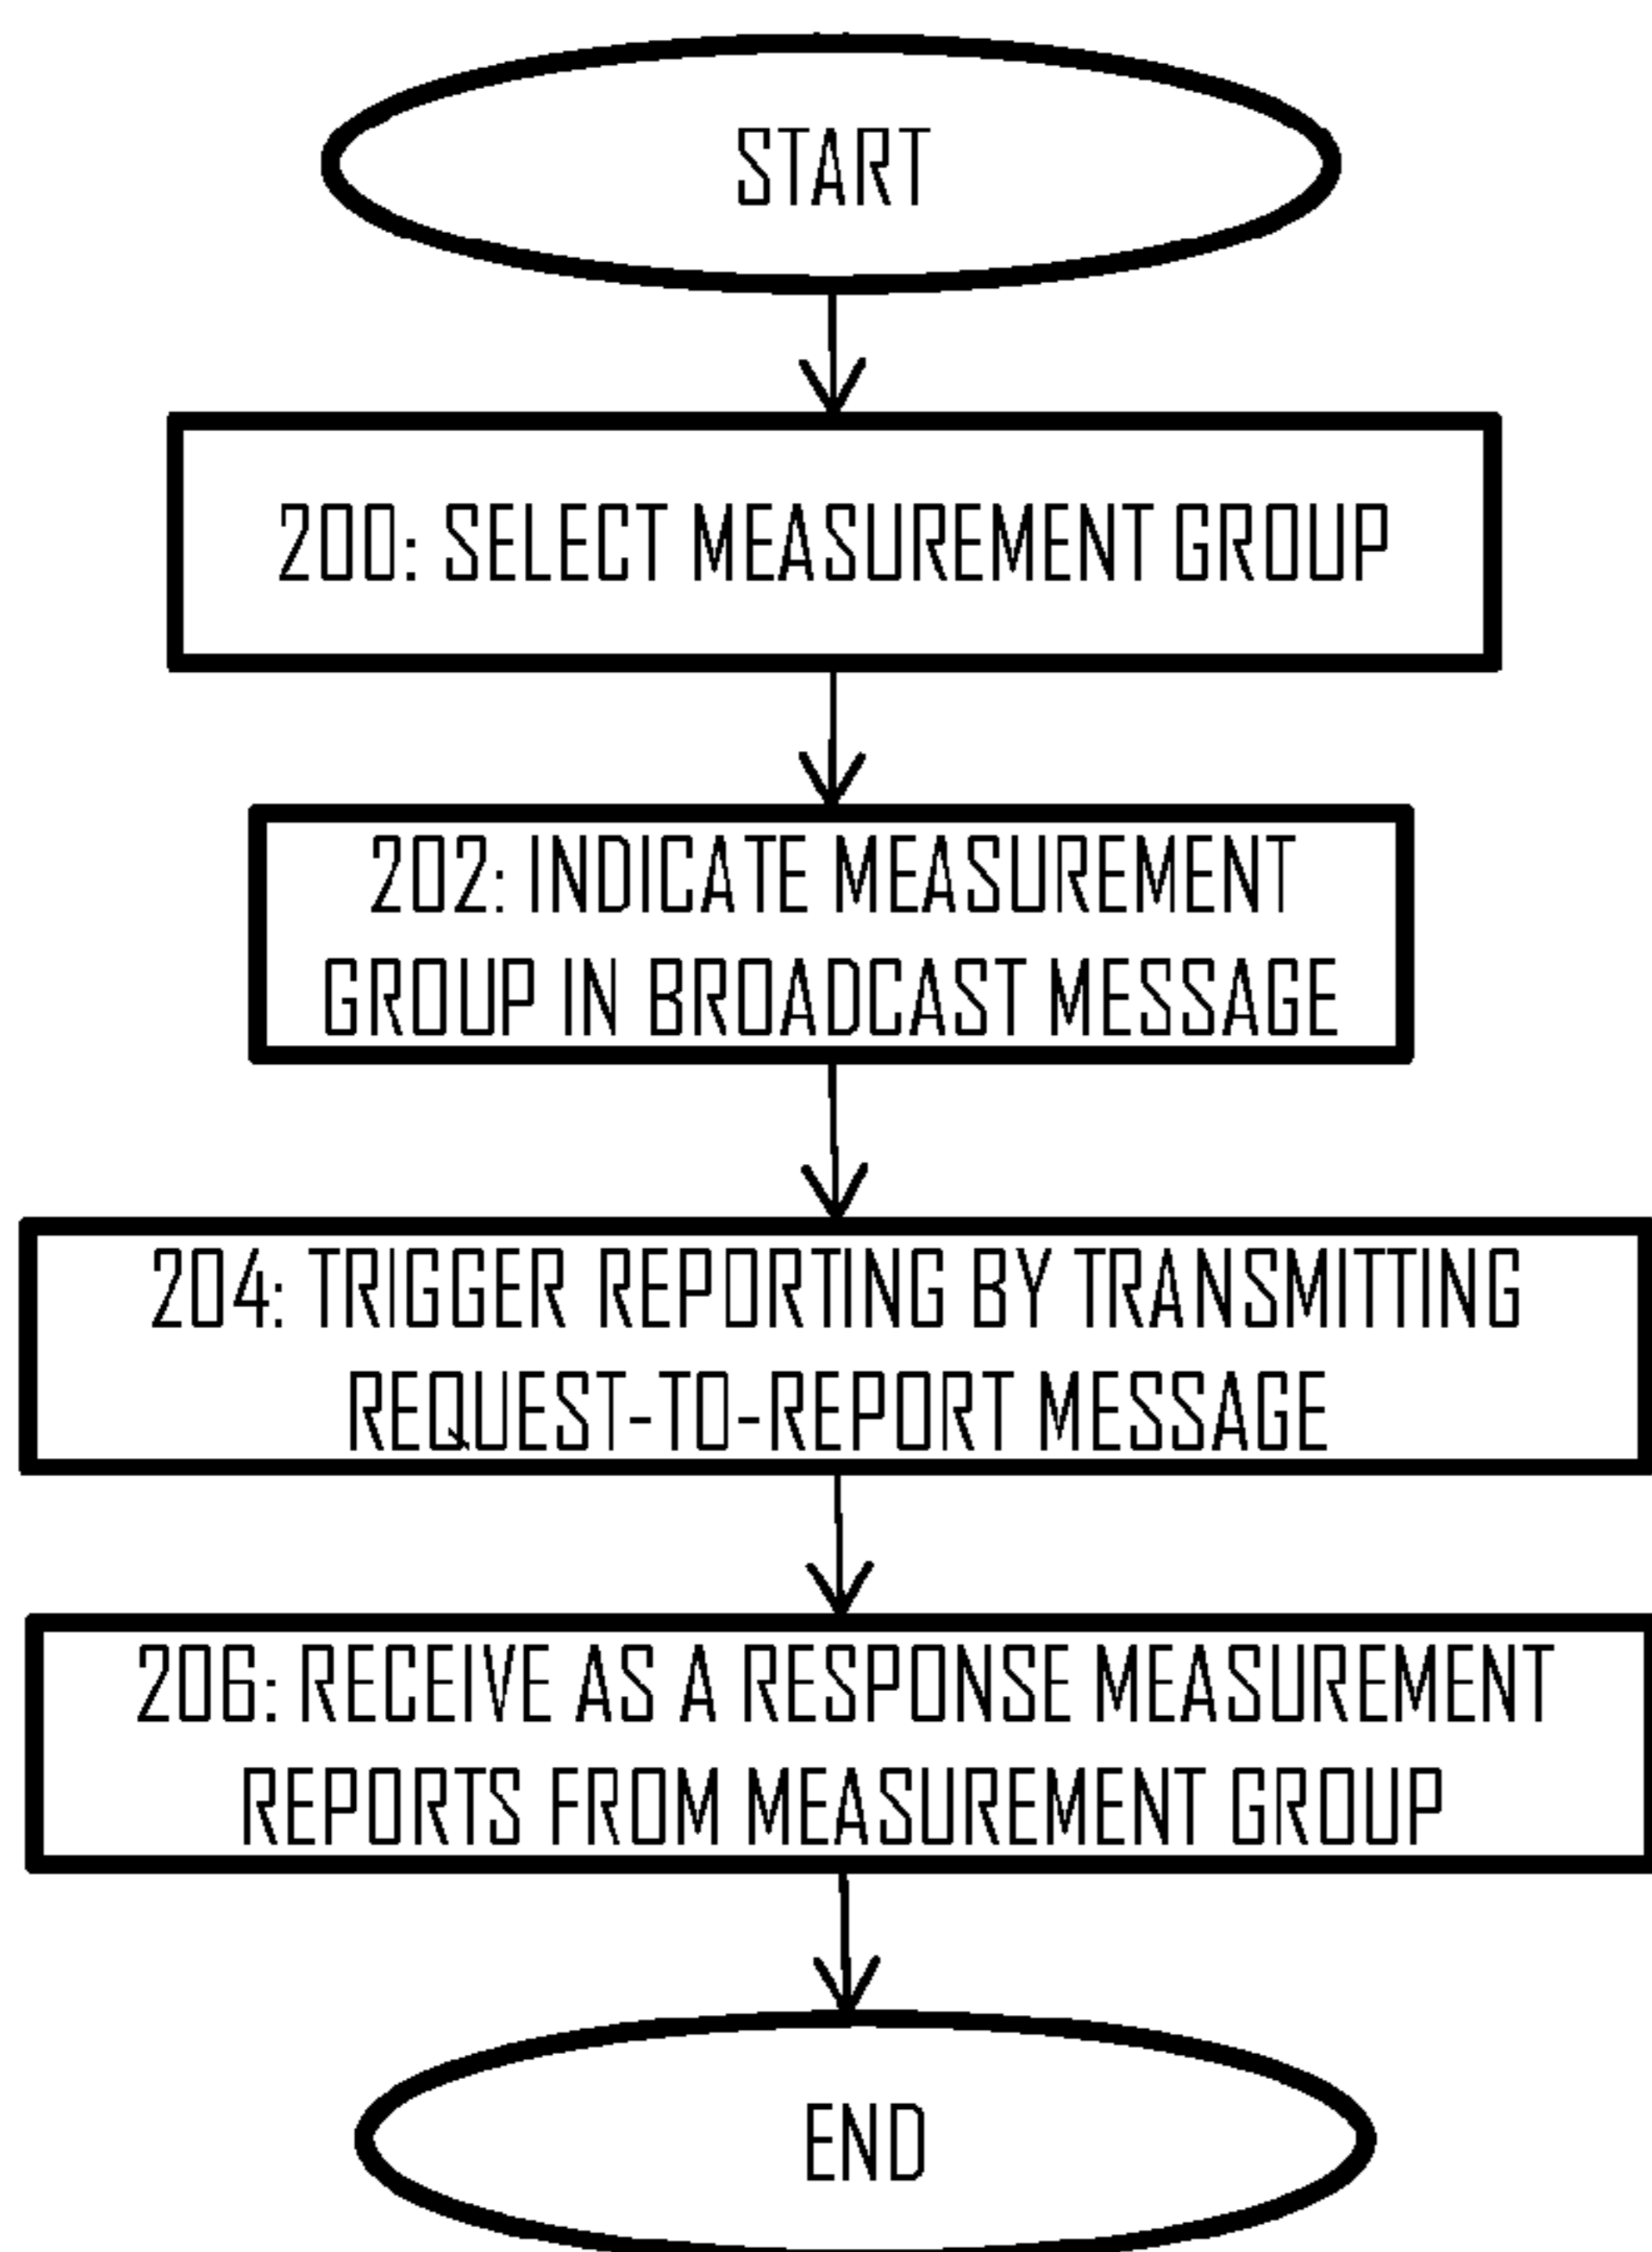 START
200: SELECT MEASUREMENT GROUP
202: INDICATE MEASUREMENT
GROUP IN BROADCAST MESSAGE
204: TRIGGER REPORTING BY TRANSMITTING
REQUEST-TO-REPORT MESSAGE
206: RECEIVE AS A RESPONSE MEASUREMENT
REPORTS FROM MEASUREMENT GROUP
END